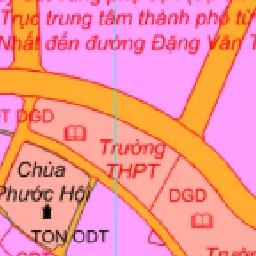 Trục trung tâm thành phố từ
Nhất đến đường Đặng Văn T
DGD
Trường
THPT
Chùa
Phước Hội
DGD
TON ODT
Trườn